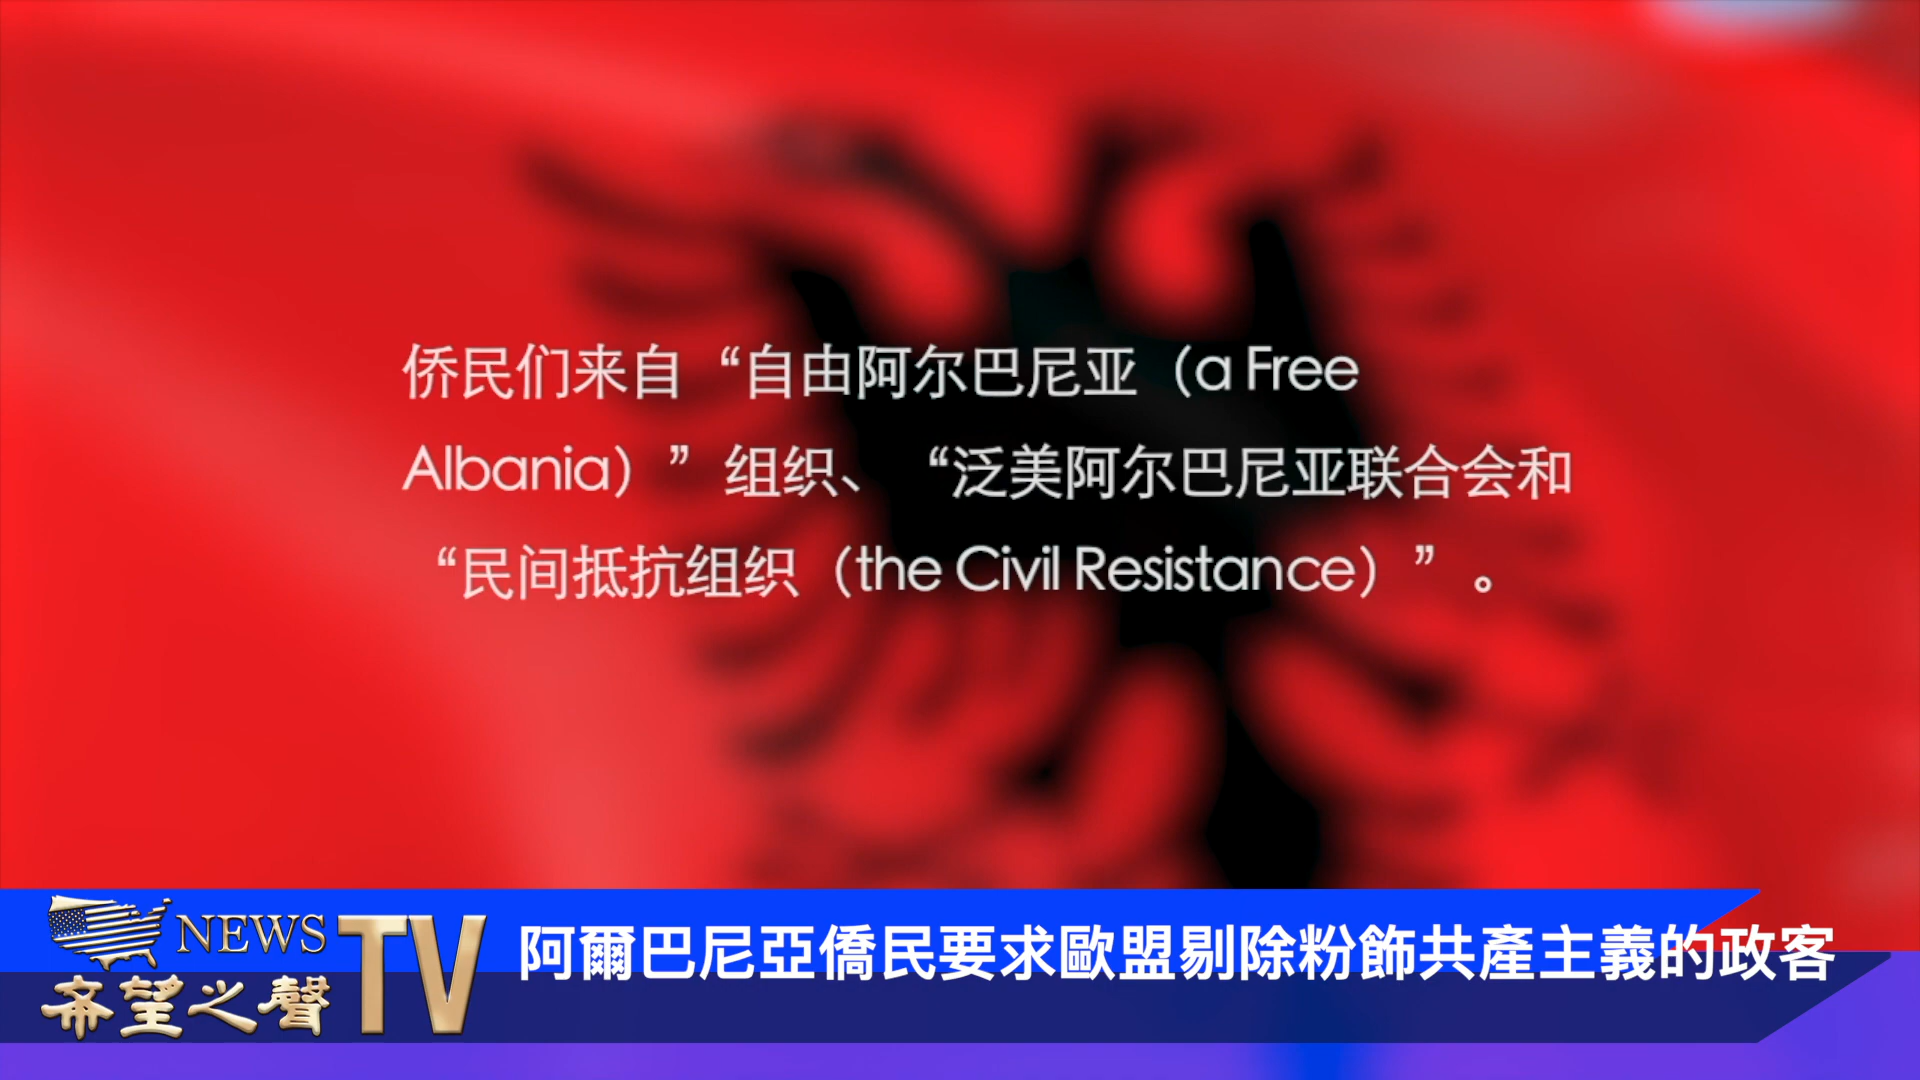 侨民们来自“自由阿尔巴尼亚（a Free
Albania）”组织、“泛美阿尔巴尼亚联合会和
“民间抵抗组织（the Civil Resistance）”。
NEWS
希望之聲
TV
阿爾巴尼亞僑民要求歐盟剔除粉飾共產主義的政客